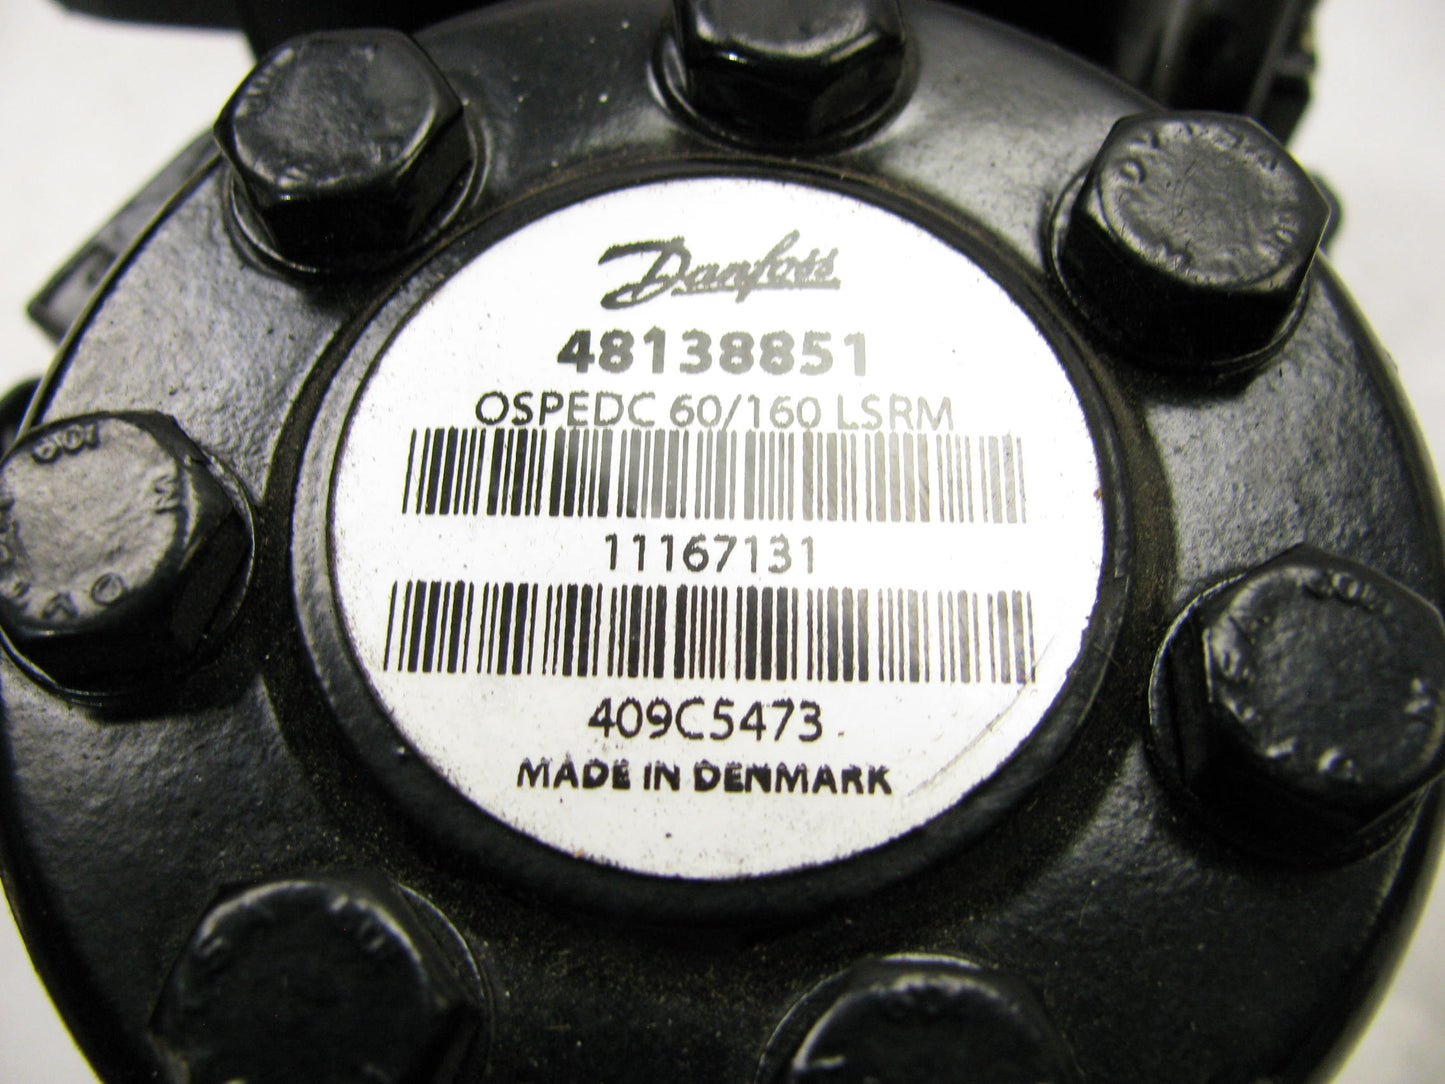 Danfoss
48138851
OSPEDC 60/160 LSRM
11167131
409C5473
MADE IN DENMARK